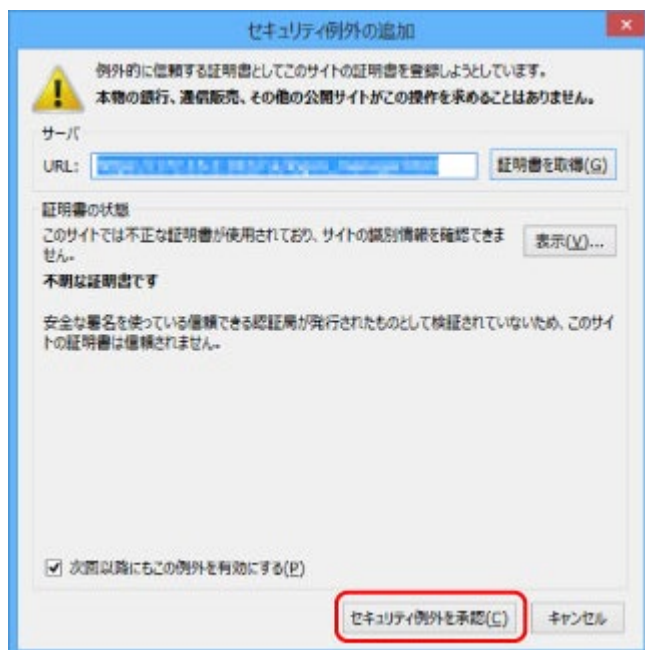 セキュリティ例外の追加
例外的に信頼する証明書としてこのサイトの証明書を登録しようとしています。
本物の銀行、通信販売、その他の公開サイトがこの操作を求めることはありません。
サーバ
URL:
証明書を取得(G)
証明書の状態
このサイトでは不正な証明書が使用されており、サイトの識別情報を確認できま
せん。
表示(V)...
不明な証明書です
安全な署名を使っている信頼できる認証局が発行されたものとして検証されていないため、このサイ
トの証明書は信頼されません。
次回以降にもこの例外を有効にする(P)
セキュリティ例外を承認(C)
キャンセル